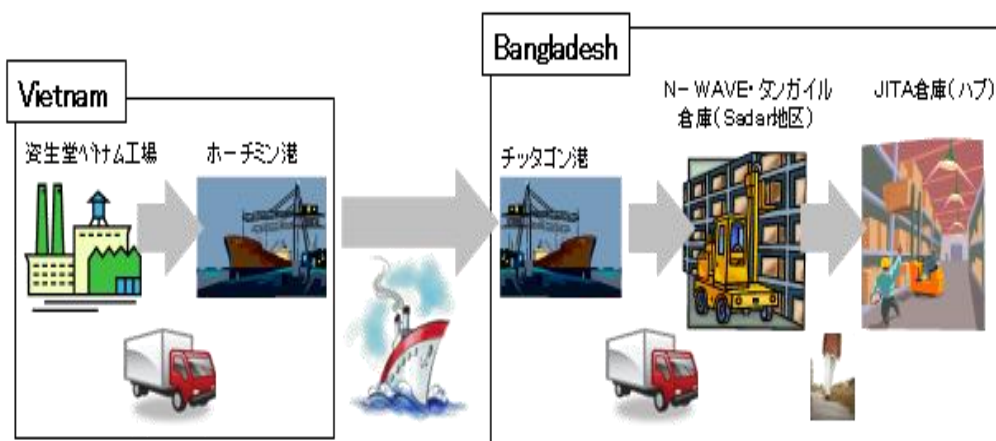 Vietnam
資生堂ベトナム工場
ホーチミン港
Bangladesh
チッタゴン港
N-WAVE・タンガイル
倉庫(Sadar地区)
JITA倉庫(ハブ)